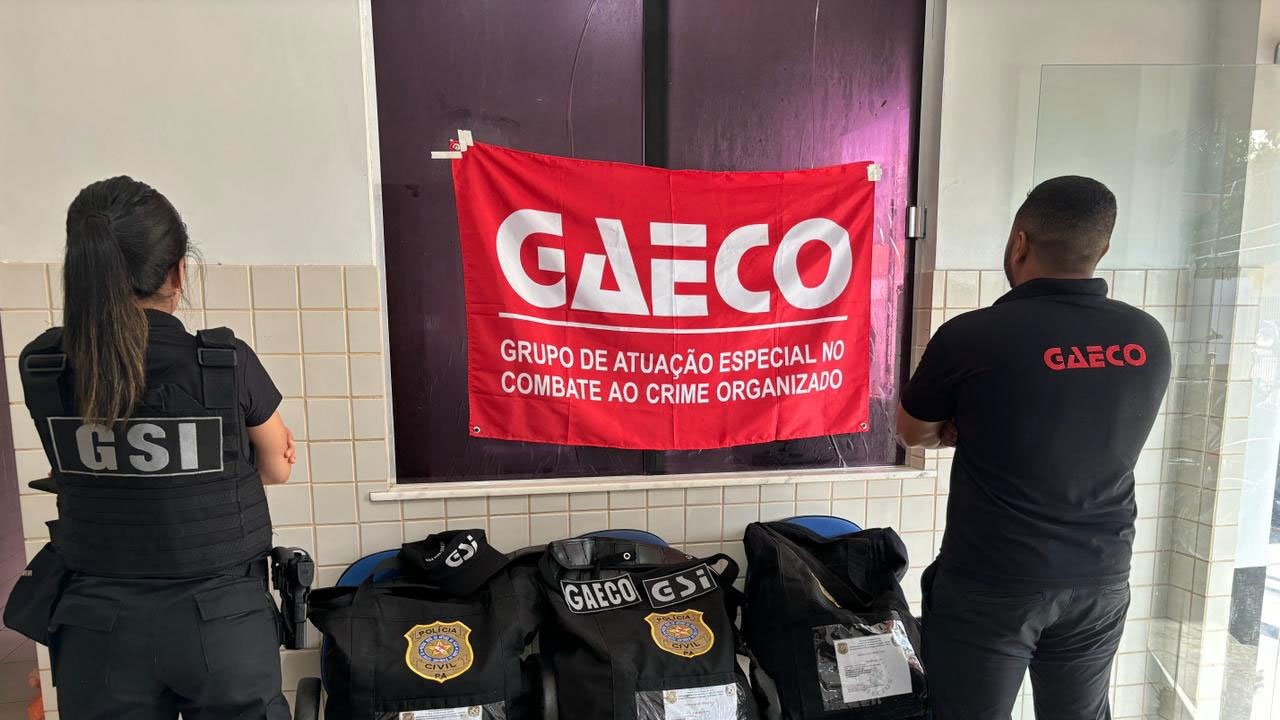 GAECO
GRUPO DE ATUAÇÃO ESPECIAL NO
COMBATE AO CRIME ORGANIZADO
GSI
GAECO
GSI
GAECO
GSI
POLÍCIA
CIVIL
PA
POLÍCIA
CIVIL
PA